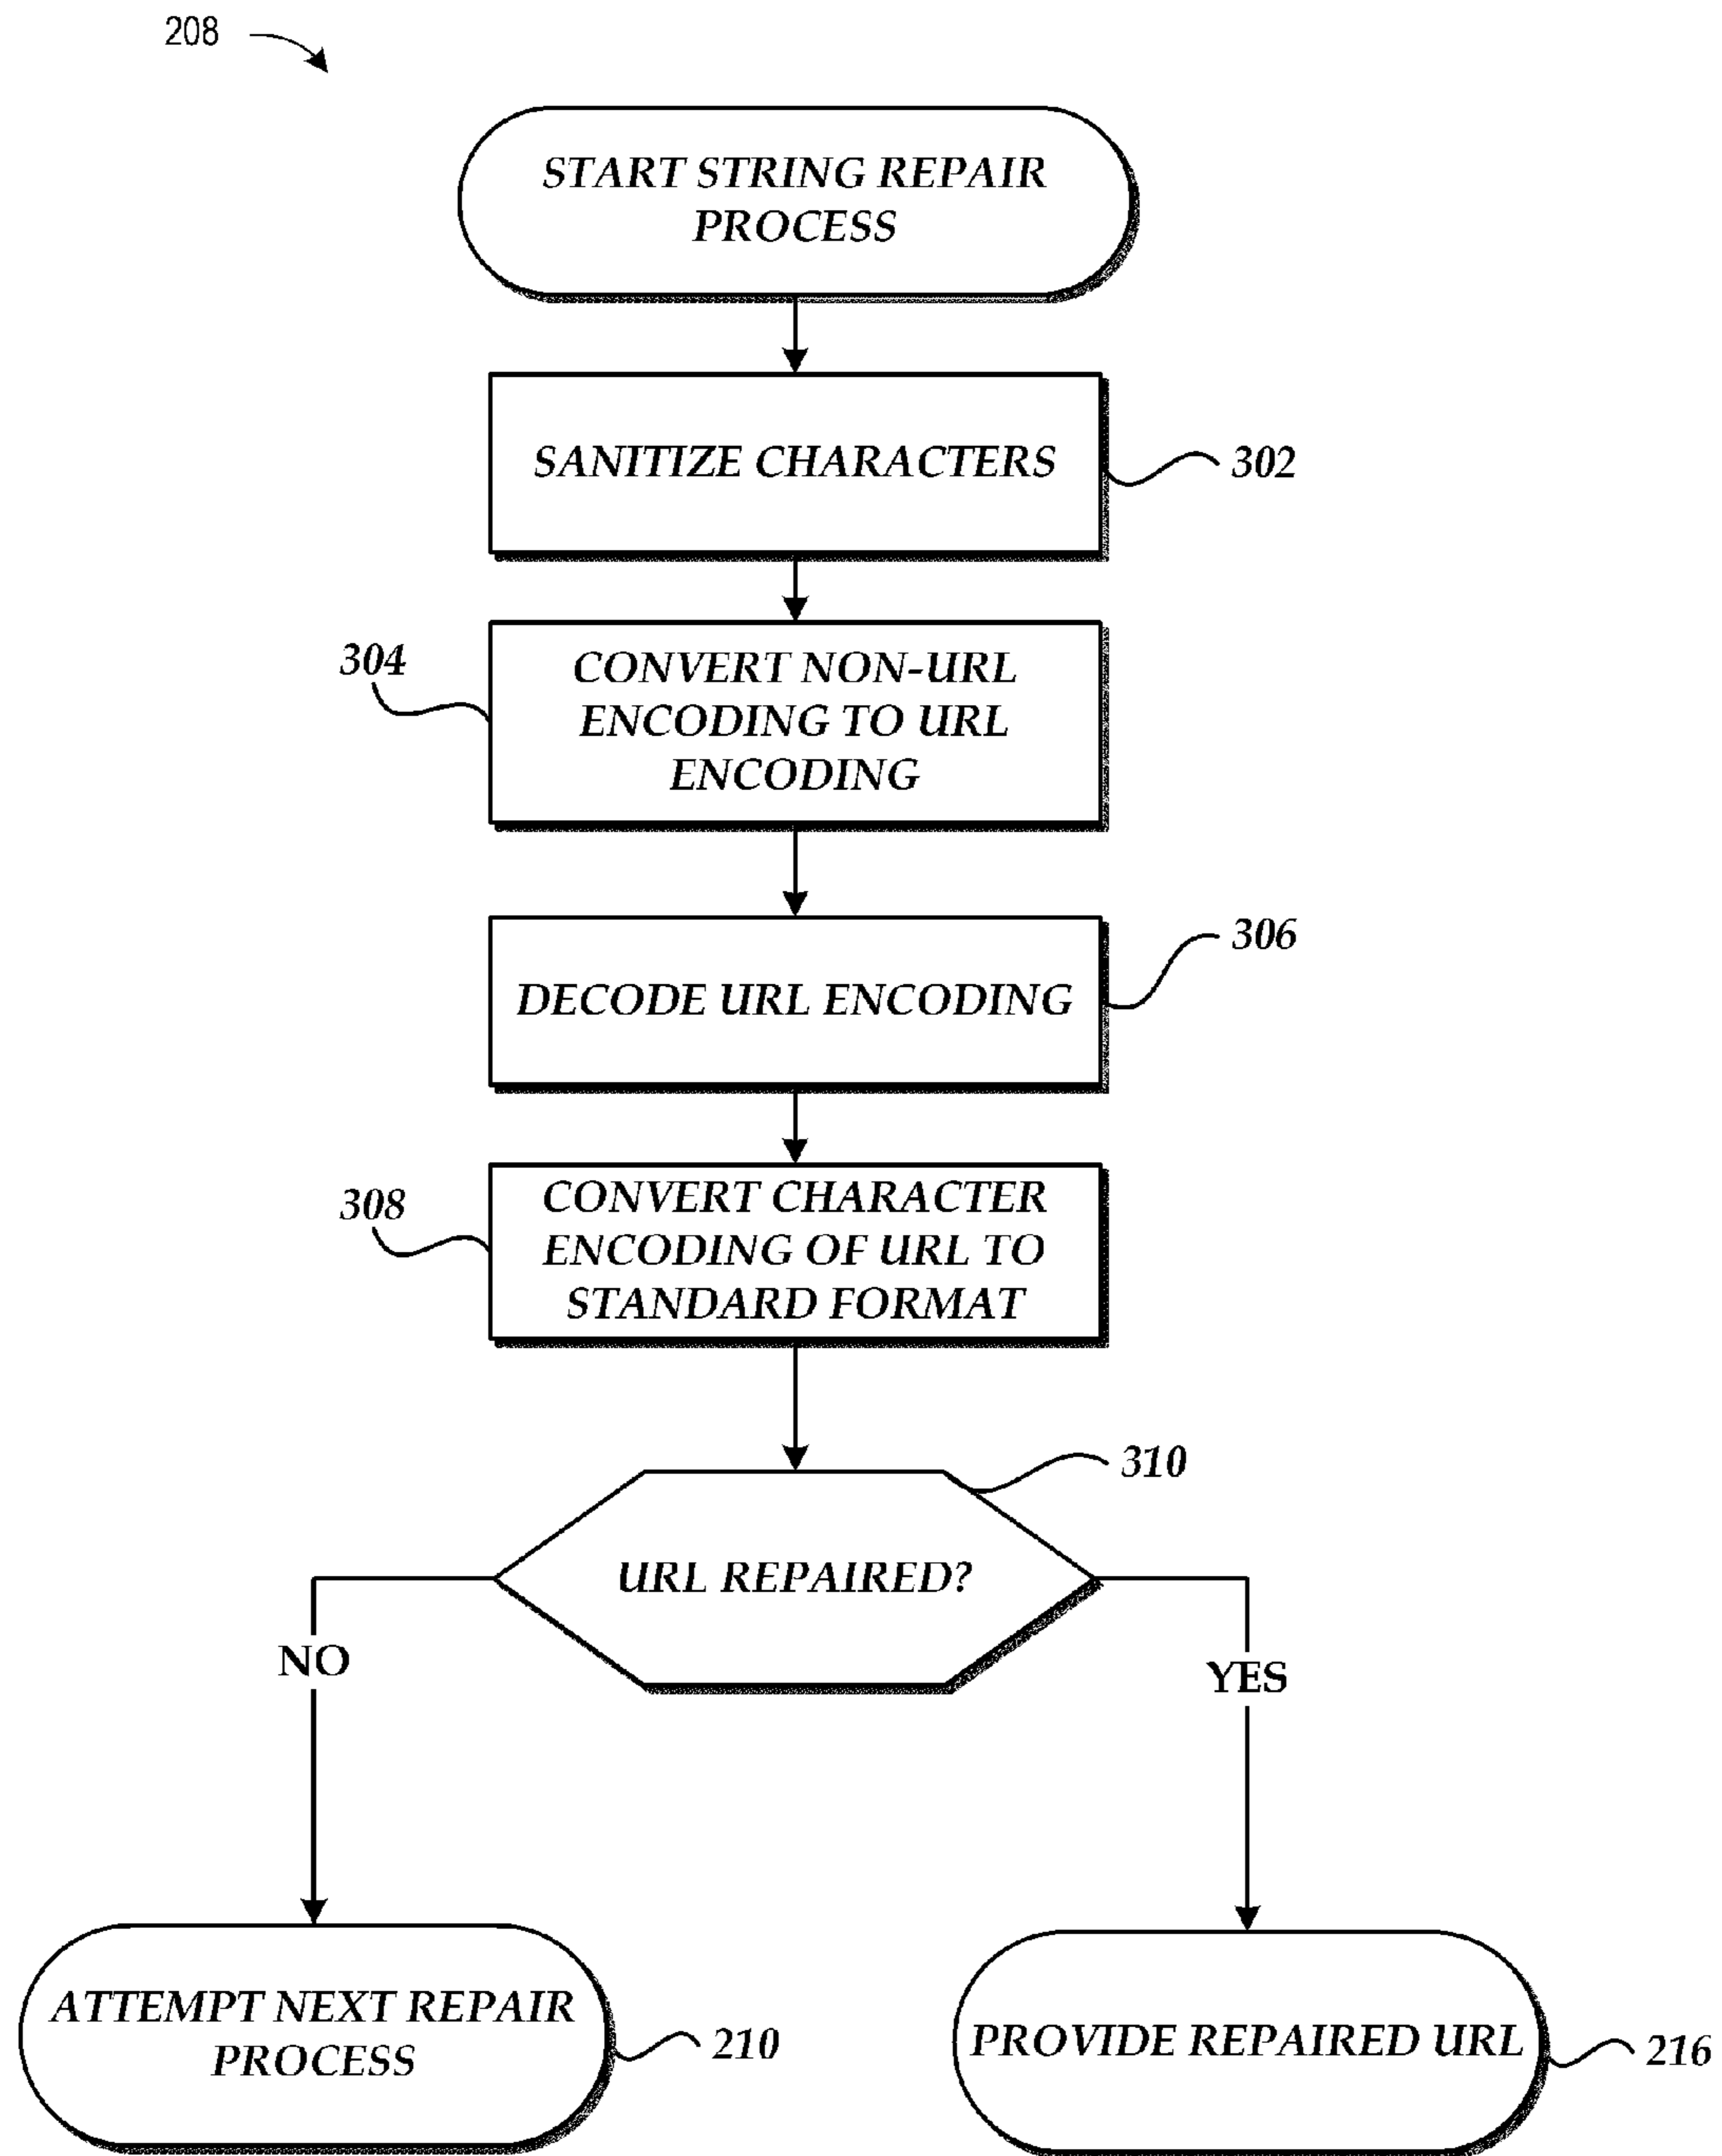 208
START STRING REPAIR
PROCESS
SANITIZE CHARACTERS
302
304
CONVERT NON-URL
ENCODING TO URL
ENCODING
306
DECODE URL ENCODING
308
CONVERT CHARACTER
ENCODING OF URL TO
STANDARD FORMAT
310
URL REPAIRED?
NO
YES
ATTEMPT NEXT REPAIR
PROCESS
210
PROVIDE REPAIRED URL
216